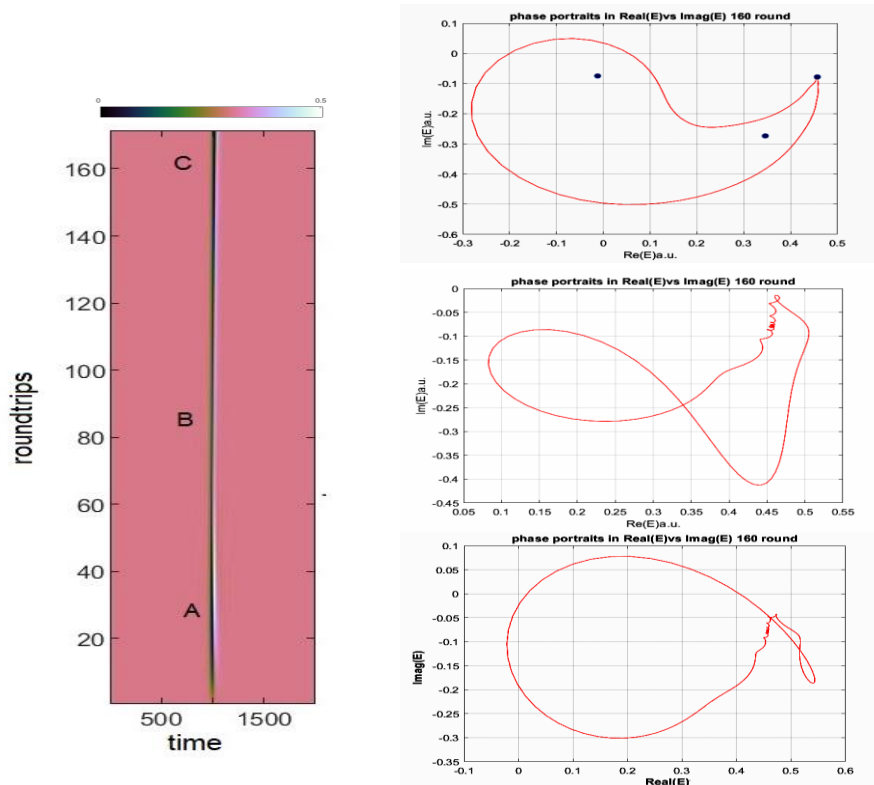 0 0.5
160
140
120
100
80
60
40
20
C
B
A
roundtrips
500 1500
time
phase portraits in Real(E)vs Imag(E) 160 round
0.1
0
-0.1
-0.2
-0.3
-0.4
-0.5
-0.6
Im(E)a.u.
-0.3 -0.2 -0.1 0 0.1 0.2 0.3 0.4 0.5
Re(E)a.u.
phase portraits in Real(E)vs Imag(E) 160 round
0
-0.05
-0.1
-0.15
-0.2
-0.25
-0.3
-0.35
-0.4
-0.45
Im(E)a.u.
0.05 0.1 0.15 0.2 0.25 0.3 0.35 0.4 0.45 0.5 0.55
Re(E)a.u.
phase portraits in Real(E)vs Imag(E) 160 round
0.1
0.05
0
-0.05
-0.1
-0.15
-0.2
-0.25
-0.3
-0.35
Imag(E)
-0.1 0 0.1 0.2 0.3 0.4 0.5 0.6
Real(E)